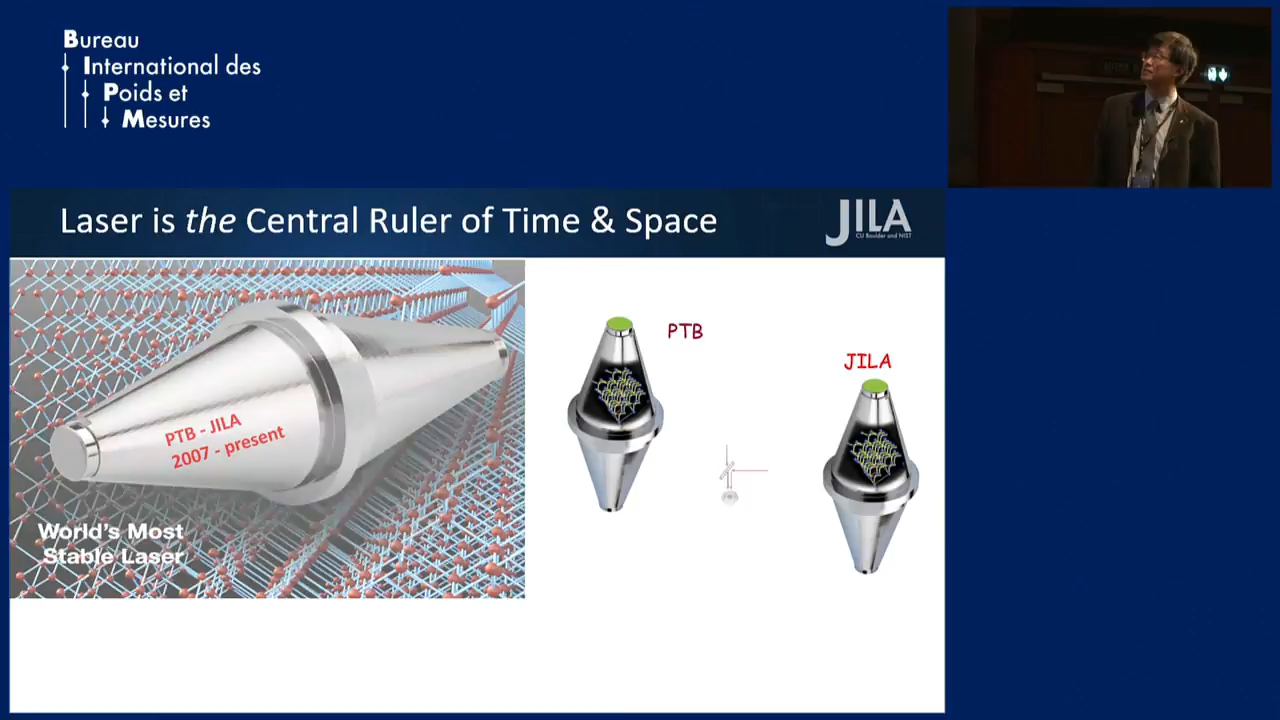 Bureau
International des
Poids et
Mesures
Laser is the Central Ruler of Time & Space
JILA
CU Boulder and NIST
PTB - JILA
2007 - present
World's Most
Stable Laser
PTB
JILA